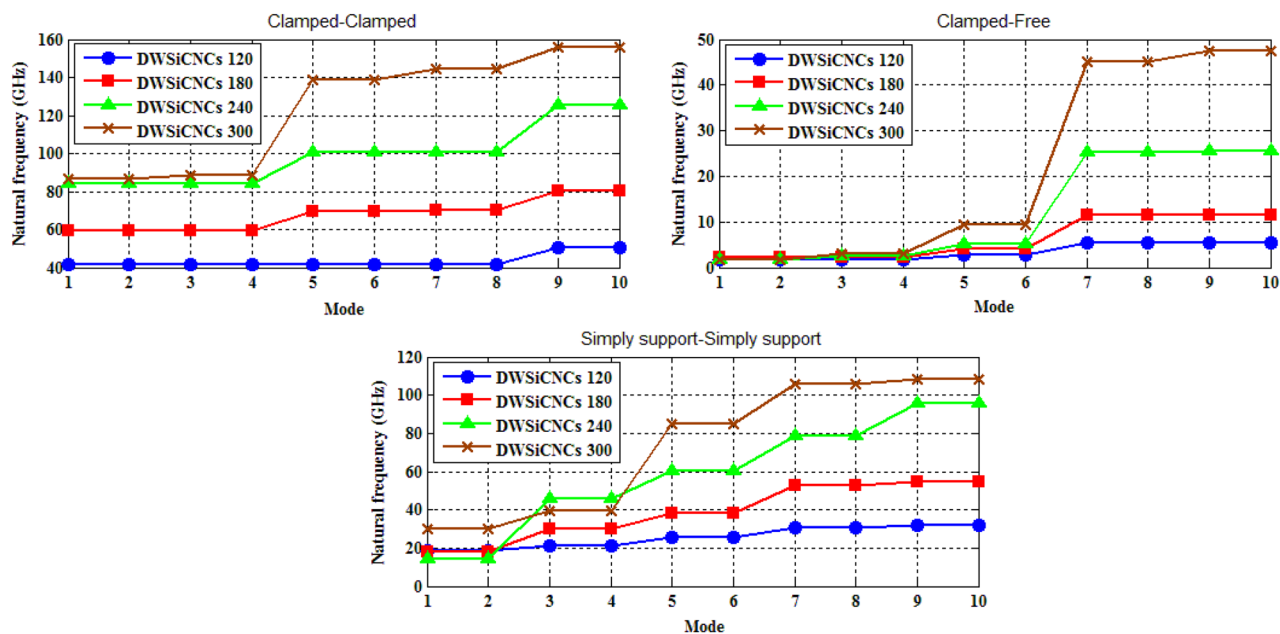 Clamped-Clamped
Natural frequency (GHz)
160
140
120
100
80
60
40
DWSiCNCs 120
DWSiCNCs 180
DWSiCNCs 240
DWSiCNCs 300
1 2 3 4 5 6 7 8 9 10
Mode
Clamped-Free
Natural frequency (GHz)
50
40
30
20
10
0
DWSiCNCs 120
DWSiCNCs 180
DWSiCNCs 240
DWSiCNCs 300
1 2 3 4 5 6 7 8 9 10
Mode
Simply support-Simply support
Natural frequency (GHz)
120
100
80
60
40
20
0
DWSiCNCs 120
DWSiCNCs 180
DWSiCNCs 240
DWSiCNCs 300
1 2 3 4 5 6 7 8 9 10
Mode